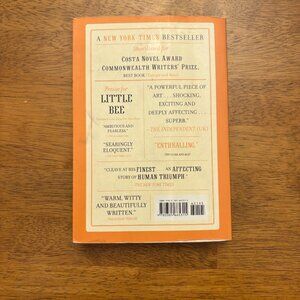 A NEW YORK TIMES BESTSELLER
Shortlisted for
COSTA NOVEL AWARD
COMMONWEALTH WRITERS' PRIZE,
BEST BOOK
Praise for
LITTLE
BEE
"A POWERFUL PIECE OF
ART . . . SHOCKING,
EXCITING AND
DEEPLY AFFECTING . . .
SUPERB."
—THE INDEPENDENT (UK)
"AMBITIOUS AND
FEARLESS."
"SEARINGLY
ELOQUENT."
"ENTHRALLING."
"CLEAVE AT HIS FINEST . . . AN AFFECTING
STORY OF HUMAN TRIUMPH."
—THE NEW YORK TIMES
"WARM, WITTY
AND BEAUTIFULLY
WRITTEN."